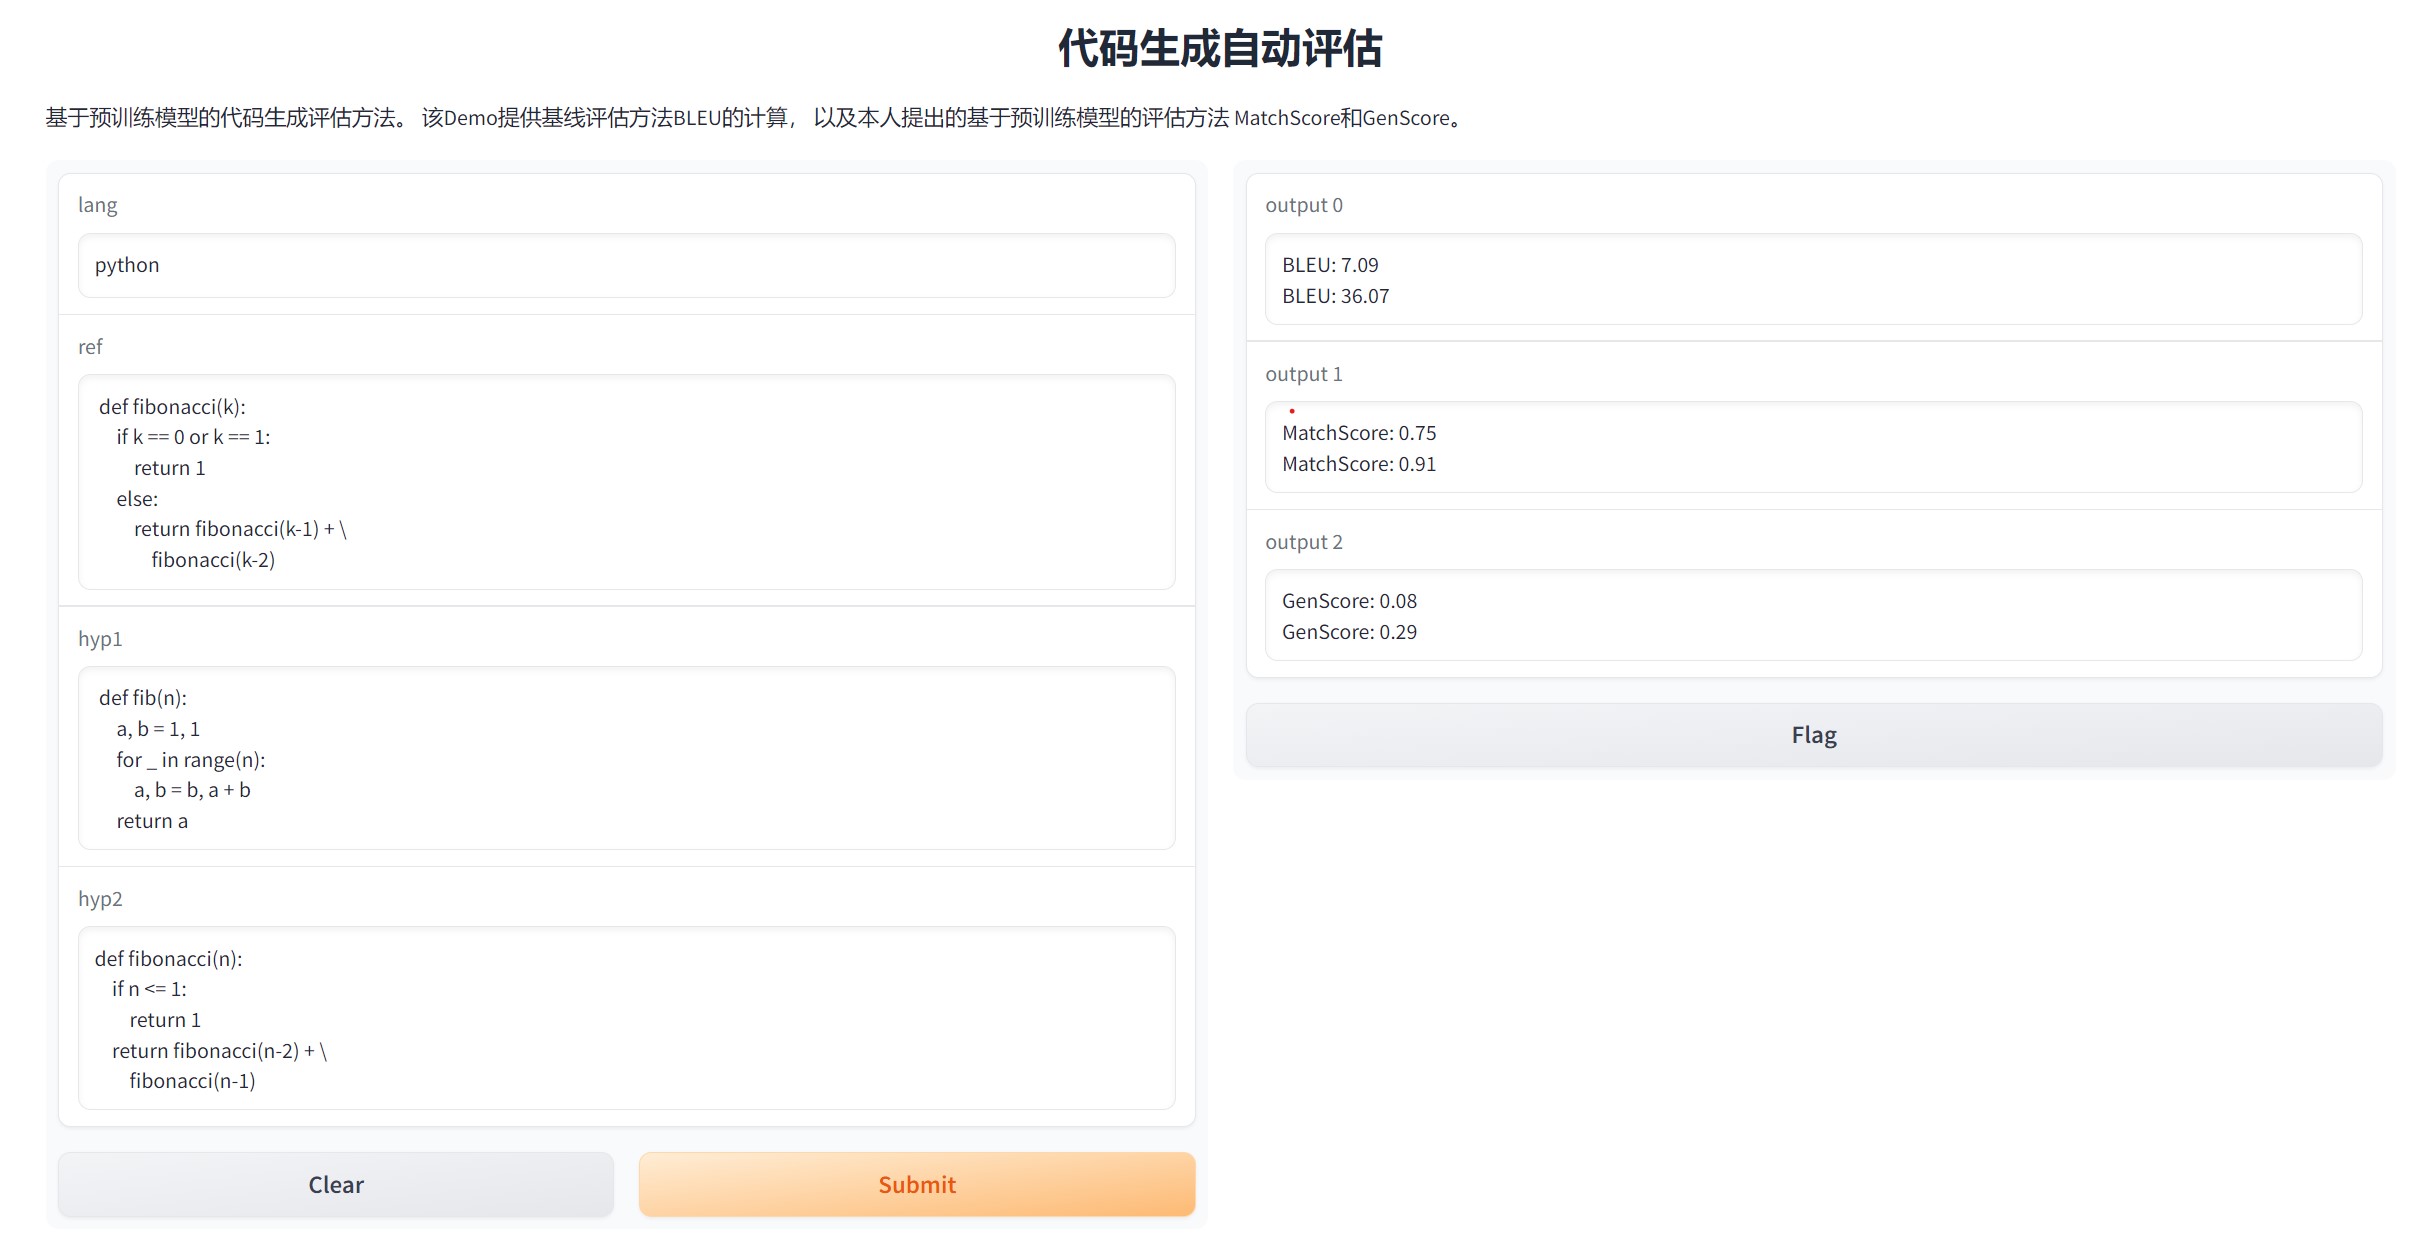 代码生成自动评估
基于预训练模型的代码生成评估方法。 该Demo提供基线评估方法BLEU的计算， 以及本人提出的基于预训练模型的评估方法 MatchScore和GenScore。
lang
python
ref
def fibonacci(k):
    if k == 0 or k == 1:
        return 1
    else:
        return fibonacci(k-1) + \
            fibonacci(k-2)
hyp1
def fib(n):
    a, b = 1, 1
    for _ in range(n):
        a, b = b, a + b
    return a
hyp2
def fibonacci(n):
    if n <= 1:
        return 1
    return fibonacci(n-2) + \
        fibonacci(n-1)
Clear
Submit
output 0
BLEU: 7.09
BLEU: 36.07
output 1
MatchScore: 0.75
MatchScore: 0.91
output 2
GenScore: 0.08
GenScore: 0.29
Flag